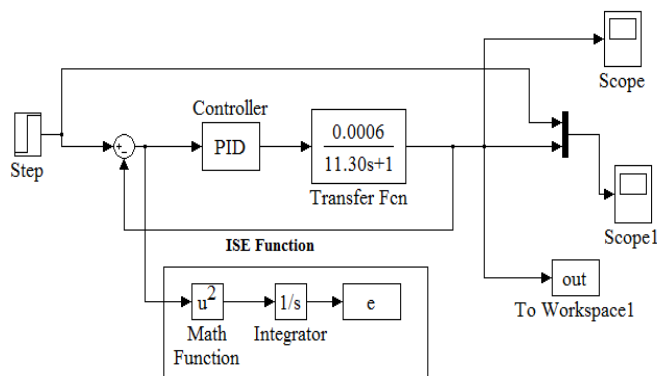 Scope
Controller
Step
+
-
PID
0.0006
11.30s+1
Transfer Fcn
Scope1
ISE Function
out
To Workspace1
u2
1/s
e
Math
Function
Integrator